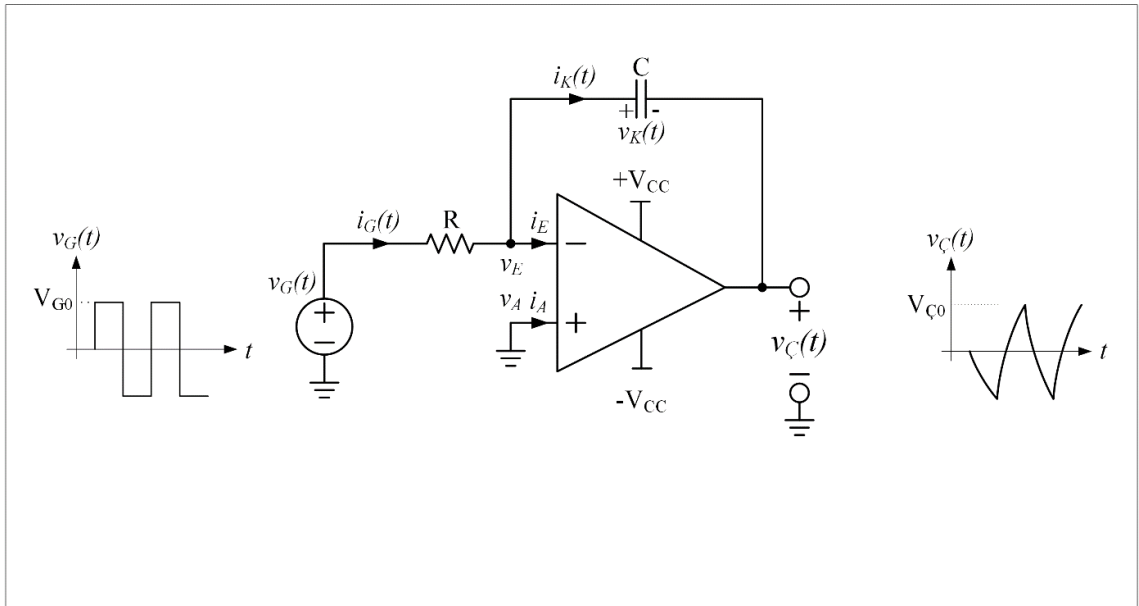 C
i_K(t)
+ -
v_K(t)
+V_CC
i_G(t)
R
i_E
−
v_E
v_G(t)
V_G0
t
v_G(t)
+
−
v_A i_A
+
-V_CC
+
v_Ç(t)
−
v_Ç(t)
V_Ç0
t